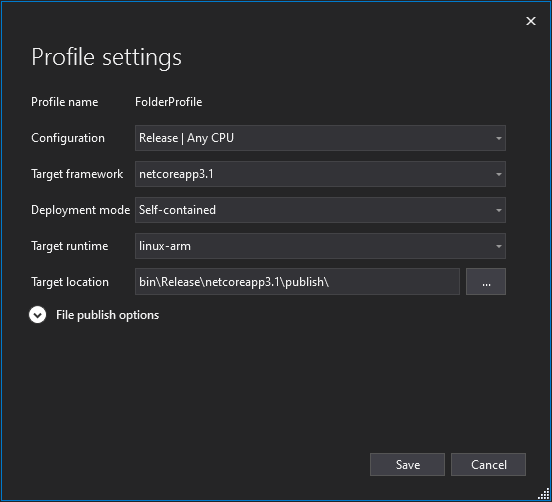 Profile settings
Profile name FolderProfile
Configuration Release | Any CPU
Target framework netcoreapp3.1
Deployment mode Self-contained
Target runtime linux-arm
Target location bin\Release\netcoreapp3.1\publish\ ...
File publish options
Save Cancel